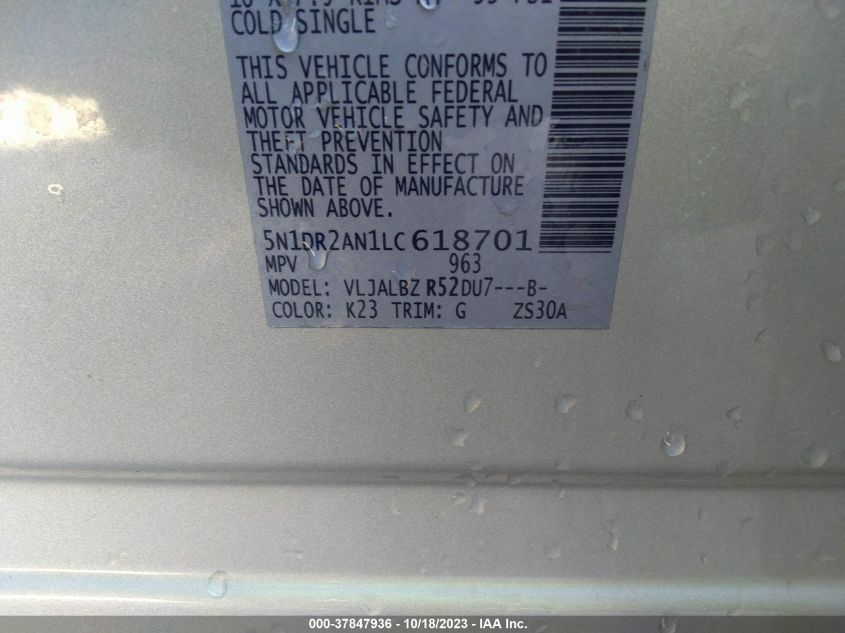 COLD SINGLE
THIS VEHICLE CONFORMS TO
ALL APPLICABLE FEDERAL
MOTOR VEHICLE SAFETY AND
THEFT PREVENTION
STANDARDS IN EFFECT ON
THE DATE OF MANUFACTURE
SHOWN ABOVE.
5N1DR2AN1LC618701
MPV 963
MODEL: VLJALBZ R52DU7---B-
COLOR: K23 TRIM: G ZS30A
000-37847936 - 10/18/2023 - IAA Inc.